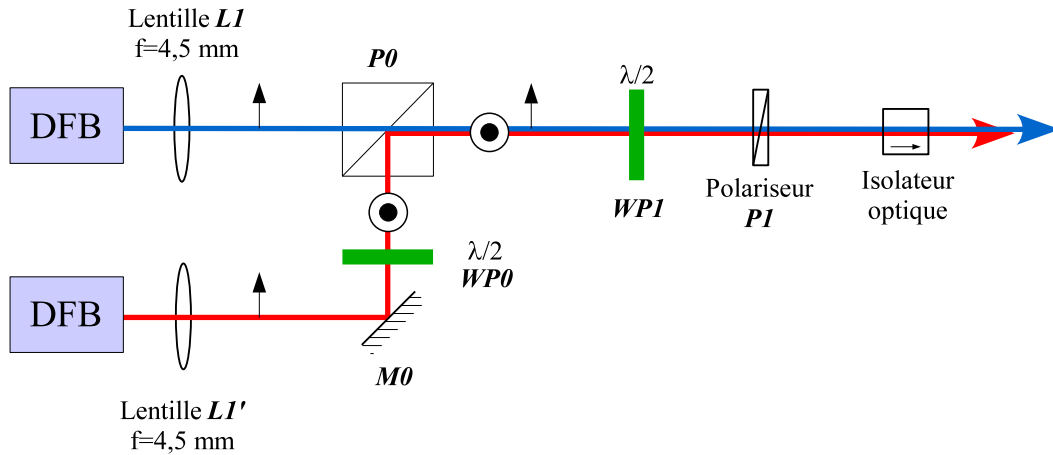 Lentille L1
f=4,5 mm
P0
λ/2
DFB
WP1
Polariseur
P1
Isolateur
optique
λ/2
WP0
DFB
M0
Lentille L1'
f=4,5 mm